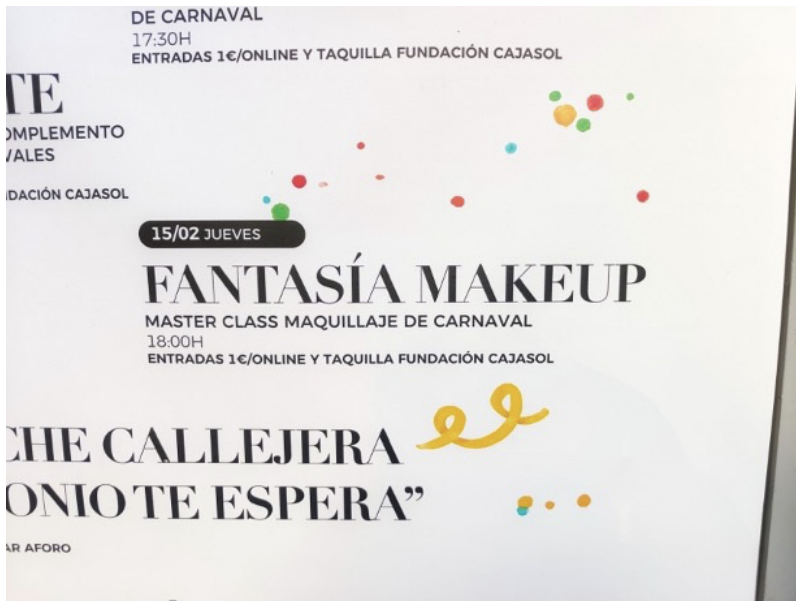 DE CARNAVAL
17:30H
ENTRADAS 1€/ONLINE Y TAQUILLA FUNDACIÓN CAJASOL
TE
OMPLEMENTO
VALES
DACIÓN CAJASOL
15/02 JUEVES
FANTASÍA MAKEUP
MASTER CLASS MAQUILLAJE DE CARNAVAL
18:00H
ENTRADAS 1€/ONLINE Y TAQUILLA FUNDACIÓN CAJASOL
CHE CALLEJERA
ONIO TE ESPERA”
AR AFORO